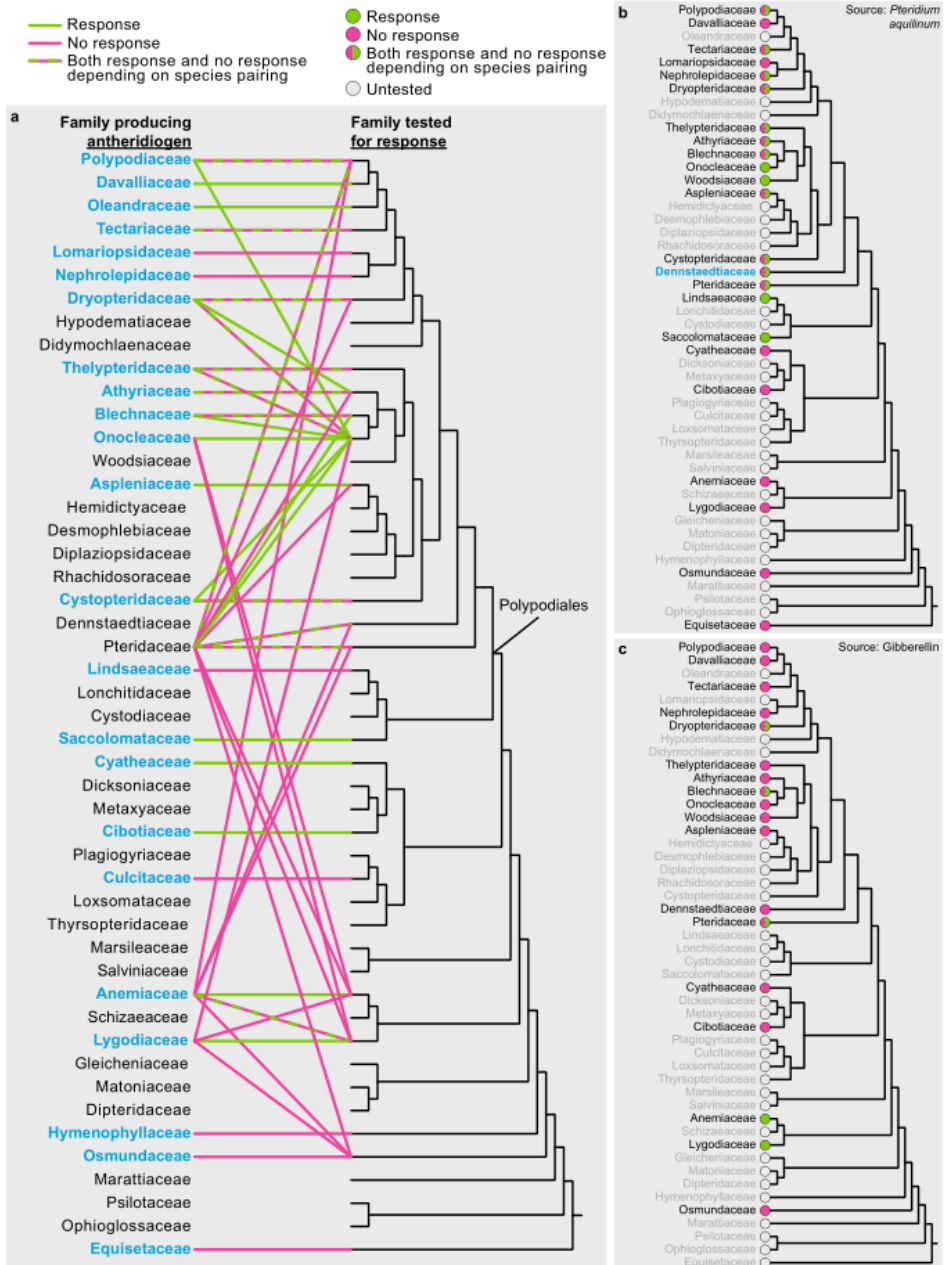 Response
No response
Both response and no response
depending on species pairing
Response
No response
Both response and no response
depending on species pairing
Untested
a
Family producing
antheridiogen
Family tested
for response
Polypodiaceae
Davalliaceae
Oleandraceae
Tectariaceae
Lomariopsidaceae
Nephrolepidaceae
Dryopteridaceae
Hypodematiaceae
Didymochlaenaceae
Thelypteridaceae
Athyriaceae
Blechnaceae
Onocleaceae
Woodsiaceae
Aspleniaceae
Hemidictyaceae
Desmophlebiaceae
Diplaziopsidaceae
Rhachidosoraceae
Cystopteridaceae
Dennstaedtiaceae
Pteridaceae
Lindsaeaceae
Lonchitidaceae
Cystodiaceae
Saccolomataceae
Cyatheaceae
Dicksoniaceae
Metaxyaceae
Cibotiaceae
Plagiogyriaceae
Culcitaceae
Loxsomataceae
Thyrsopteridaceae
Marsileaceae
Salviniaceae
Anemiaceae
Schizaeaceae
Lygodiaceae
Gleicheniaceae
Matoniaceae
Dipteridaceae
Hymenophyllaceae
Osmundaceae
Marattiaceae
Psilotaceae
Ophioglossaceae
Equisetaceae
Polypodiales
b
Source: Pteridium
aquilinum
Polypodiaceae
Davalliaceae
Oleandraceae
Tectariaceae
Lomariopsidaceae
Nephrolepidaceae
Dryopteridaceae
Hypodematiaceae
Didymochlaenaceae
Thelypteridaceae
Athyriaceae
Blechnaceae
Onocleaceae
Woodsiaceae
Aspleniaceae
Hemidictyaceae
Desmophlebiaceae
Diplaziopsidaceae
Rhachidosoraceae
Cystopteridaceae
Dennstaedtiaceae
Pteridaceae
Lindsaeaceae
Lonchitidaceae
Cystodiaceae
Saccolomataceae
Cyatheaceae
Dicksoniaceae
Metaxyaceae
Cibotiaceae
Plagiogyriaceae
Culcitaceae
Loxsomataceae
Thyrsopteridaceae
Marsileaceae
Salviniaceae
Anemiaceae
Schizaeaceae
Lygodiaceae
Gleicheniaceae
Matoniaceae
Dipteridaceae
Hymenophyllaceae
Osmundaceae
Marattiaceae
Psilotaceae
Ophioglossaceae
Equisetaceae
c
Source: Gibberellin
Polypodiaceae
Davalliaceae
Oleandraceae
Tectariaceae
Lomariopsidaceae
Nephrolepidaceae
Dryopteridaceae
Hypodematiaceae
Didymochlaenaceae
Thelypteridaceae
Athyriaceae
Blechnaceae
Onocleaceae
Woodsiaceae
Aspleniaceae
Hemidictyaceae
Desmophlebiaceae
Diplaziopsidaceae
Rhachidosoraceae
Cystopteridaceae
Dennstaedtiaceae
Pteridaceae
Lindsaeaceae
Lonchitidaceae
Cystodiaceae
Saccolomataceae
Cyatheaceae
Dicksoniaceae
Metaxyaceae
Cibotiaceae
Plagiogyriaceae
Culcitaceae
Loxsomataceae
Thyrsopteridaceae
Marsileaceae
Salviniaceae
Anemiaceae
Schizaeaceae
Lygodiaceae
Gleicheniaceae
Matoniaceae
Dipteridaceae
Hymenophyllaceae
Osmundaceae
Marattiaceae
Psilotaceae
Ophioglossaceae
Equisetaceae